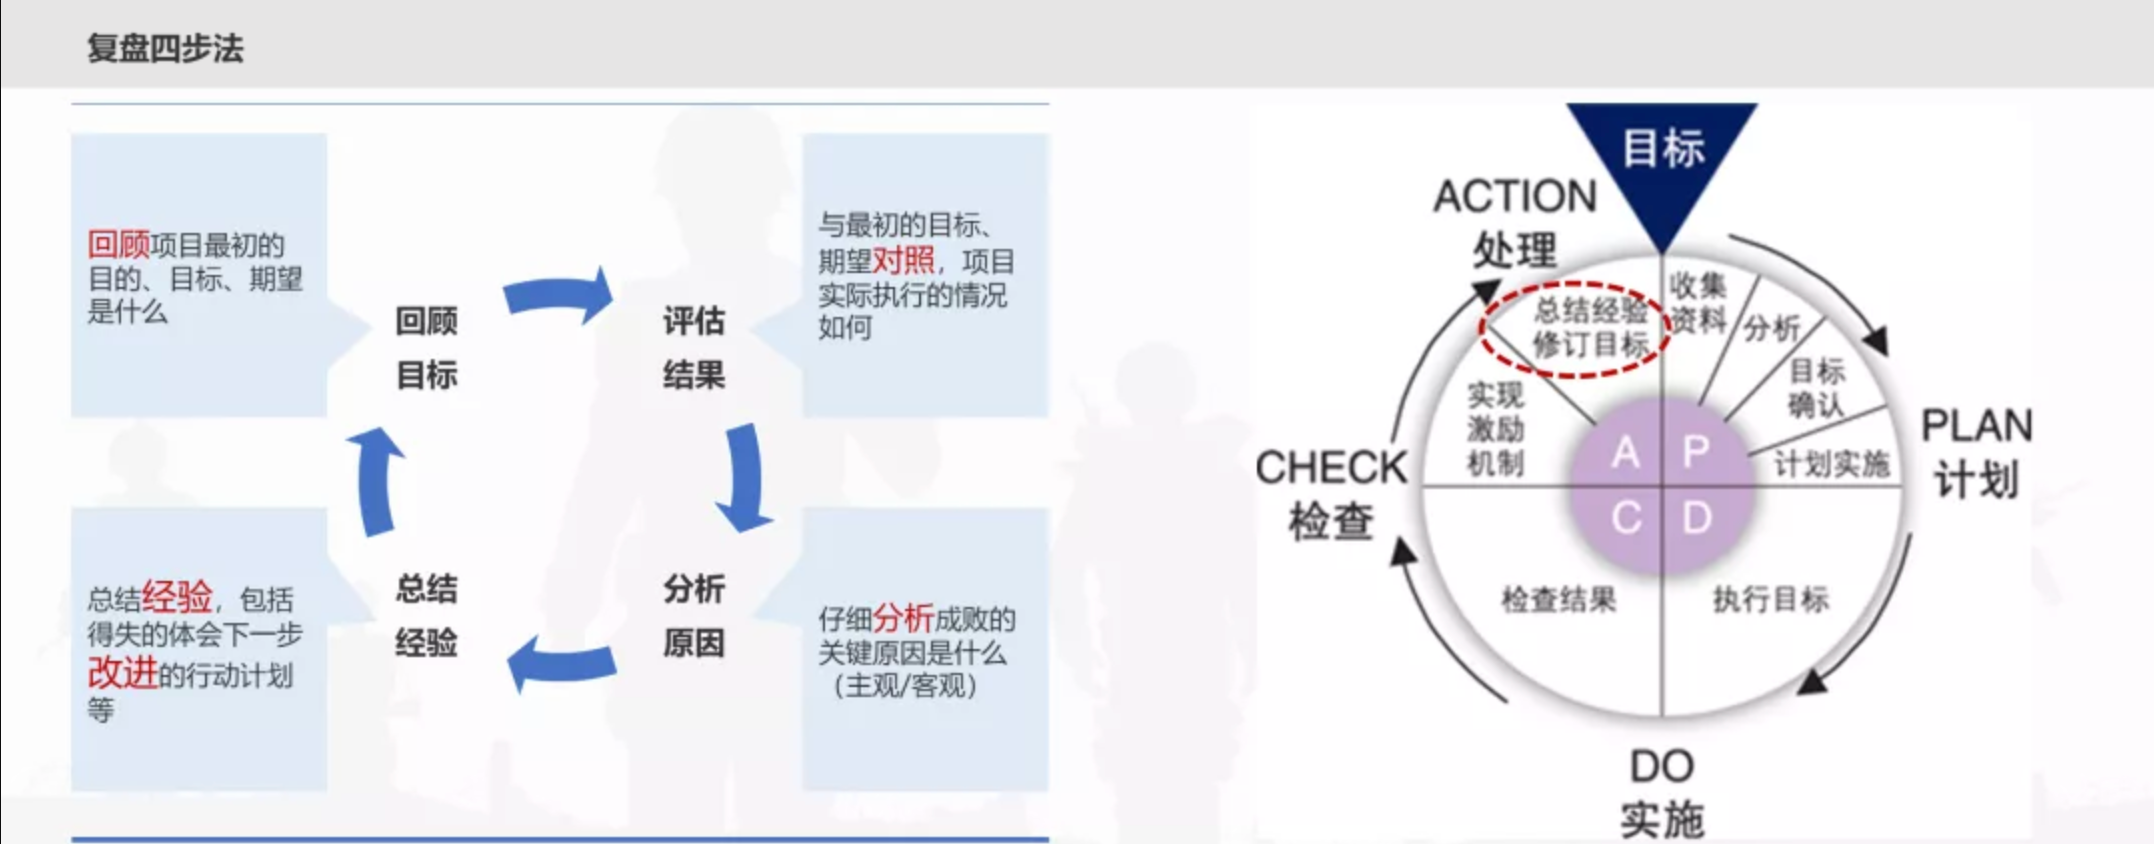 复盘四步法
回顾项目最初的
目的、目标、期望
是什么
回顾
目标
评估
结果
与最初的目标、
期望对照，项目
实际执行的情况
如何
总结经验，包括
得失的体会下一步
改进的行动计划
等
总结
经验
分析
原因
仔细分析成败的
关键原因是什么
（主观/客观）
目标
ACTION
处理
总结经验
修订目标
收集
资料
分析
目标
确认
计划实施
PLAN
计划
实现
激励
机制
CHECK
检查
A
P
C
D
检查结果
执行目标
DO
实施